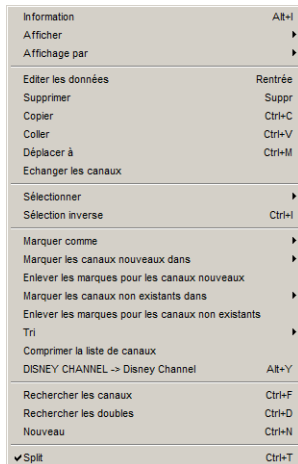 Information Alt+I
Afficher
Affichage par
Editer les données Rentrée
Supprimer Suppr
Copier Ctrl+C
Coller Ctrl+V
Déplacer à Ctrl+M
Echanger les canaux
Sélectionner
Sélection inverse Ctrl+I
Marquer comme
Marquer les canaux nouveaux dans
Enlever les marques pour les canaux nouveaux
Marquer les canaux non existants dans
Enlever les marques pour les canaux non existants
Tri
Comprimer la liste de canaux
DISNEY CHANNEL -> Disney Channel Alt+Y
Rechercher les canaux Ctrl+F
Rechercher les doubles Ctrl+D
Nouveau Ctrl+N
Split Ctrl+T